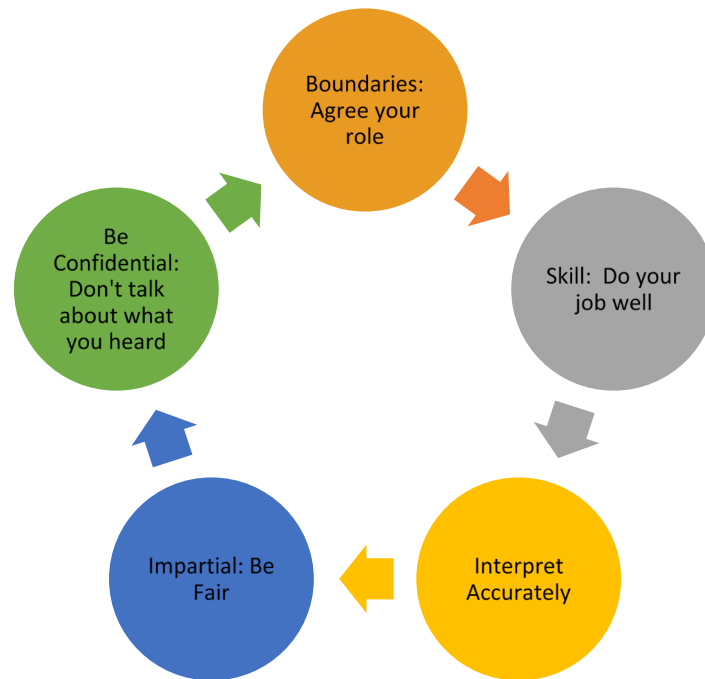 Boundaries:
Agree your
role
Skill:  Do your
job well
Interpret
Accurately
Impartial: Be
Fair
Be
Confidential:
Don't talk
about what
you heard